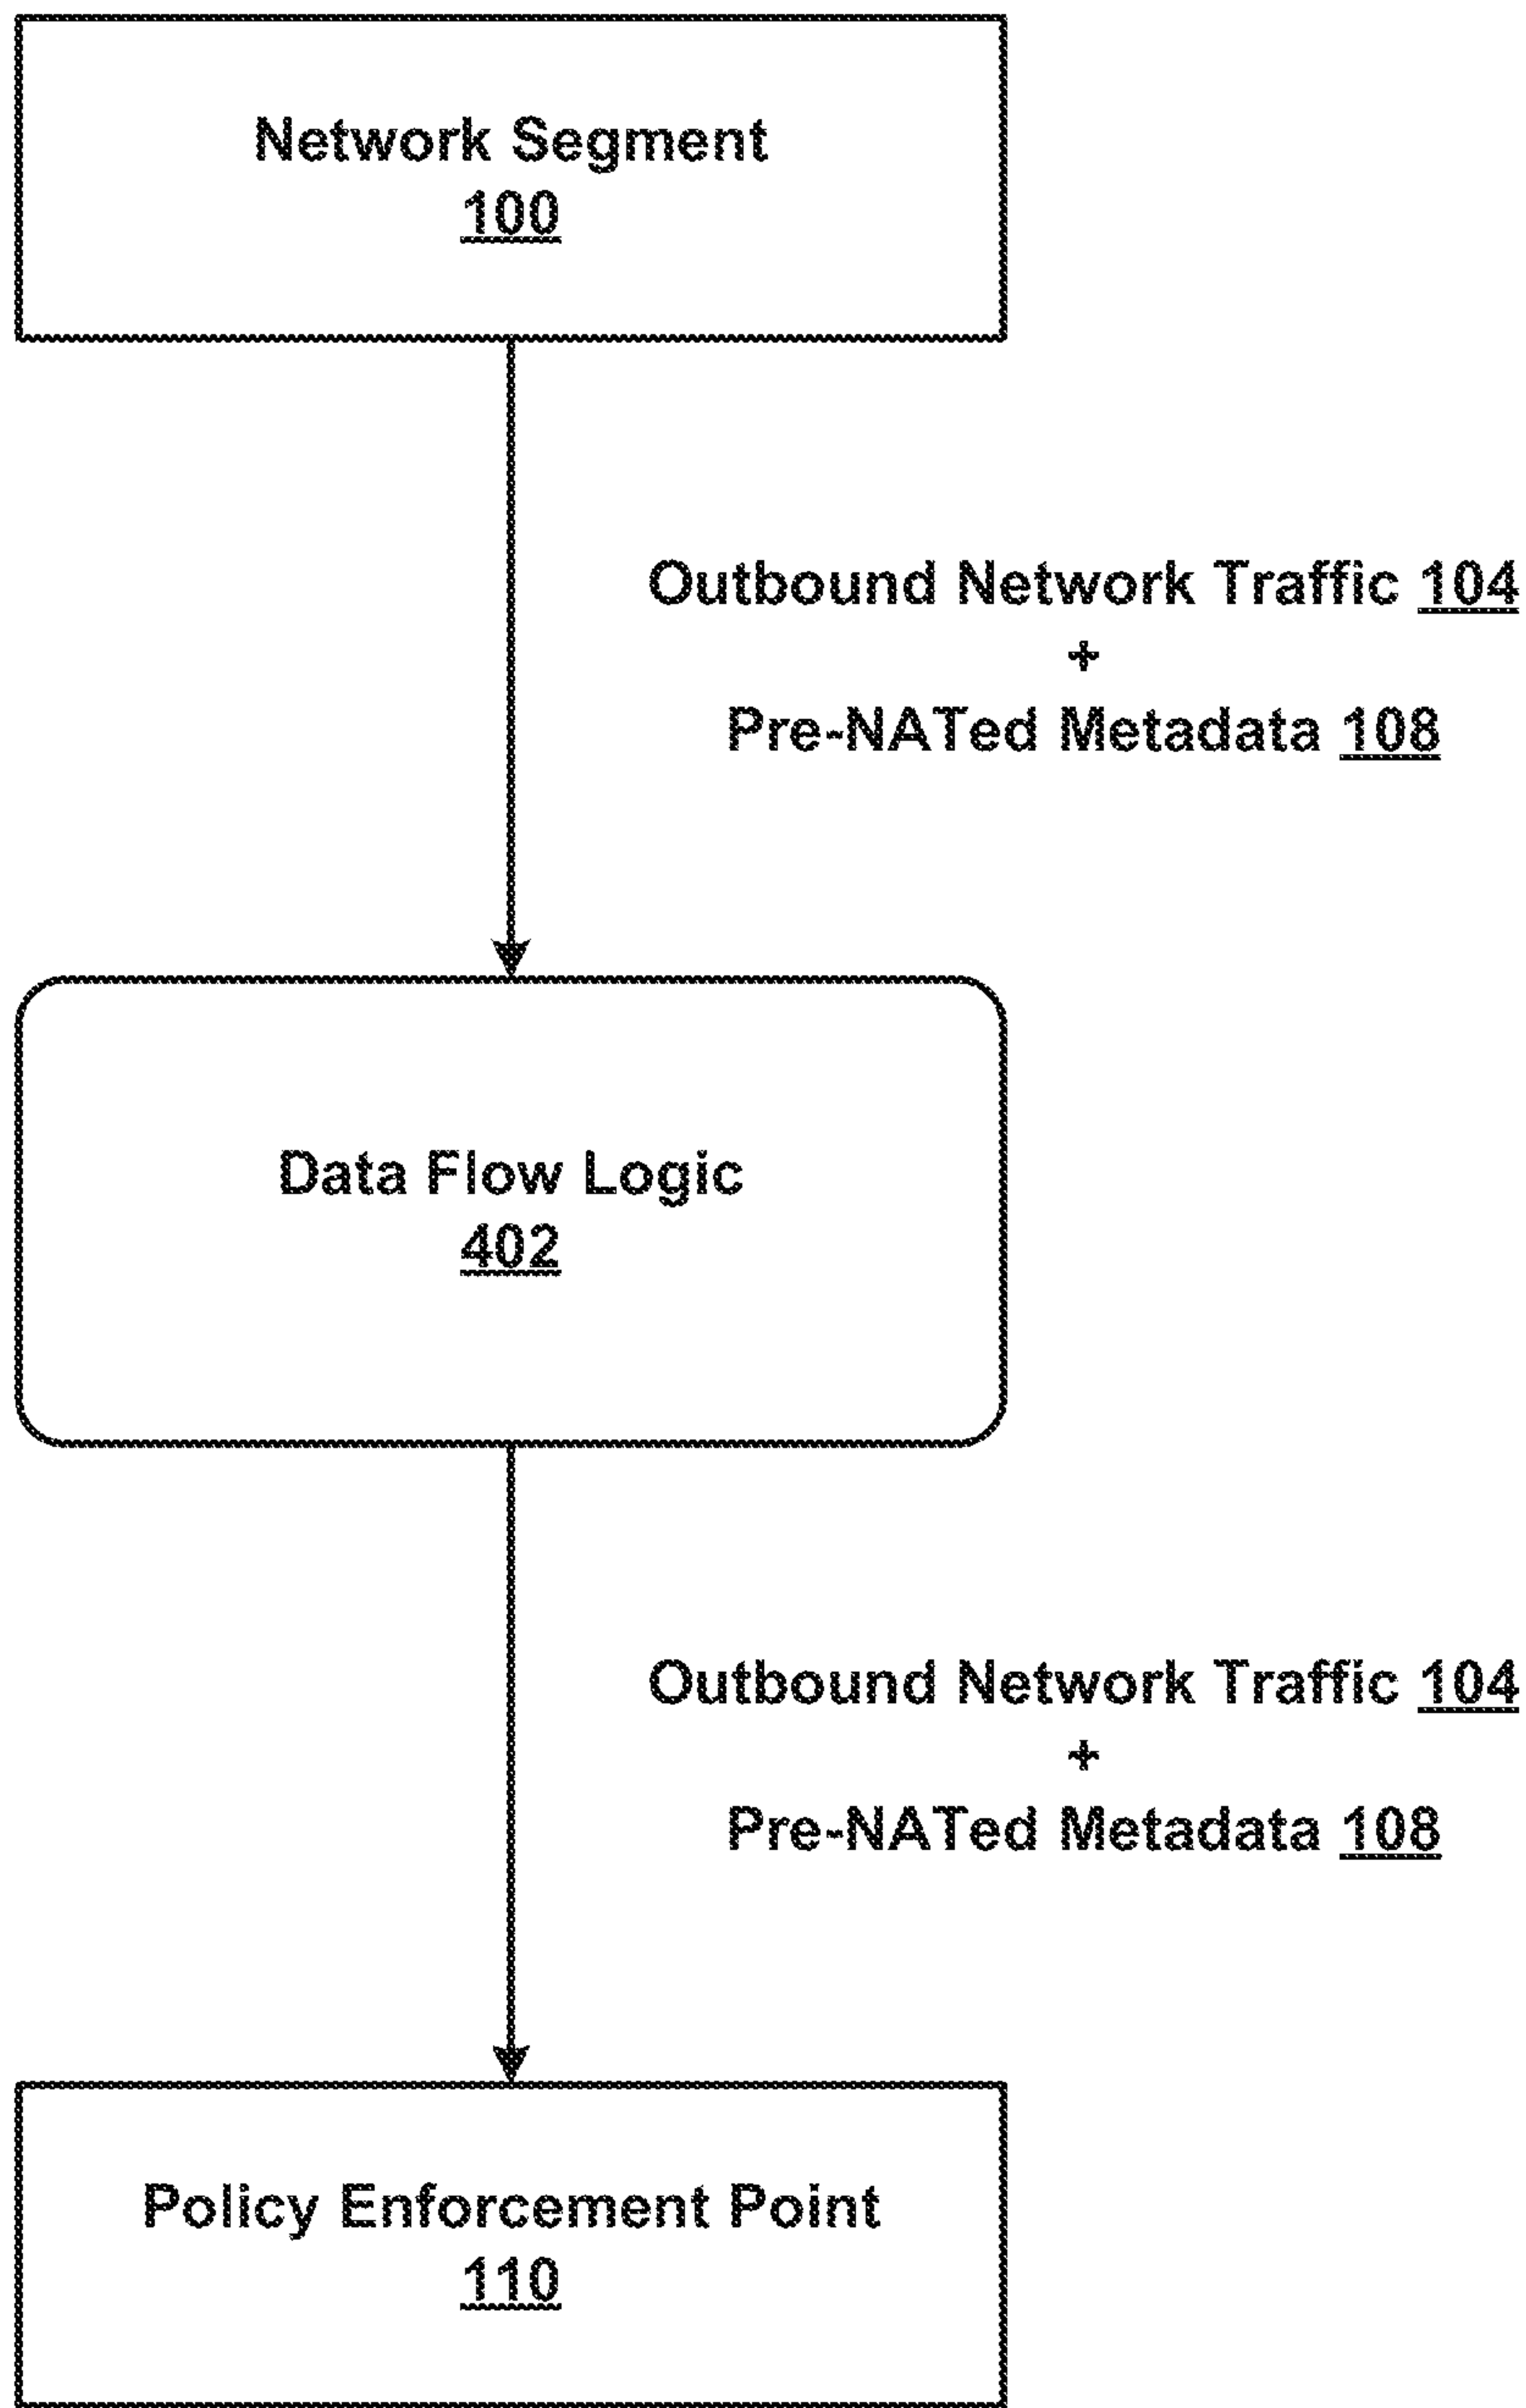 Network Segment
100
Outbound Network Traffic 104
+
Pre-NATed Metadata 108
Data Flow Logic
402
Outbound Network Traffic 104
+
Pre-NATed Metadata 108
Policy Enforcement Point
110